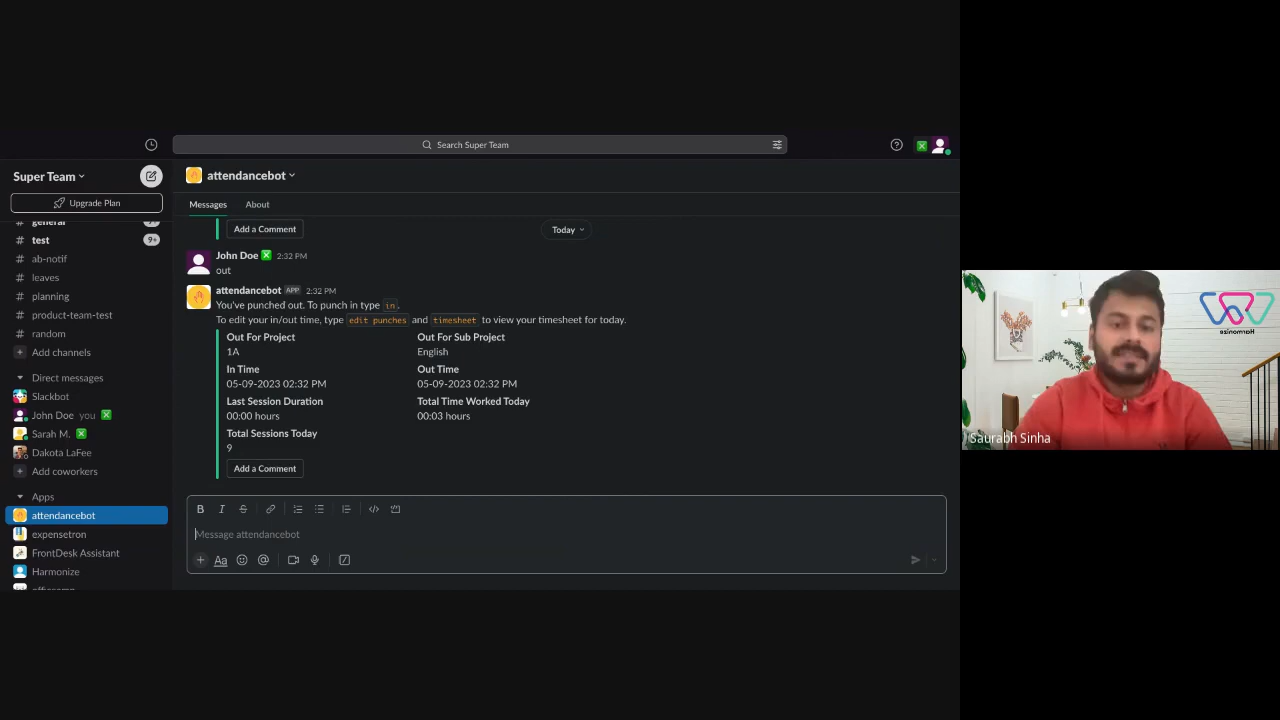 Search Super Team
Super Team
Upgrade Plan
# general
# test 9+
# ab-notif
# leaves
# planning
# product-team-test
# random
+ Add channels
Direct messages
Slackbot
John Doe you
Sarah M.
Dakota LaFee
+ Add coworkers
Apps
attendancebot
expensetron
FrontDesk Assistant
Harmonize
attendancebot
Messages About
Add a Comment
Today
John Doe 2:32 PM
out
attendancebot APP 2:32 PM
You've punched out. To punch in type in.
To edit your in/out time, type edit punches and timesheet to view your timesheet for today.
Out For Project Out For Sub Project
1A English
In Time Out Time
05-09-2023 02:32 PM 05-09-2023 02:32 PM
Last Session Duration Total Time Worked Today
00:00 hours 00:03 hours
Total Sessions Today
9
Add a Comment
B I S
Message attendancebot
+ Aa @
Harmonize
Saurabh Sinha